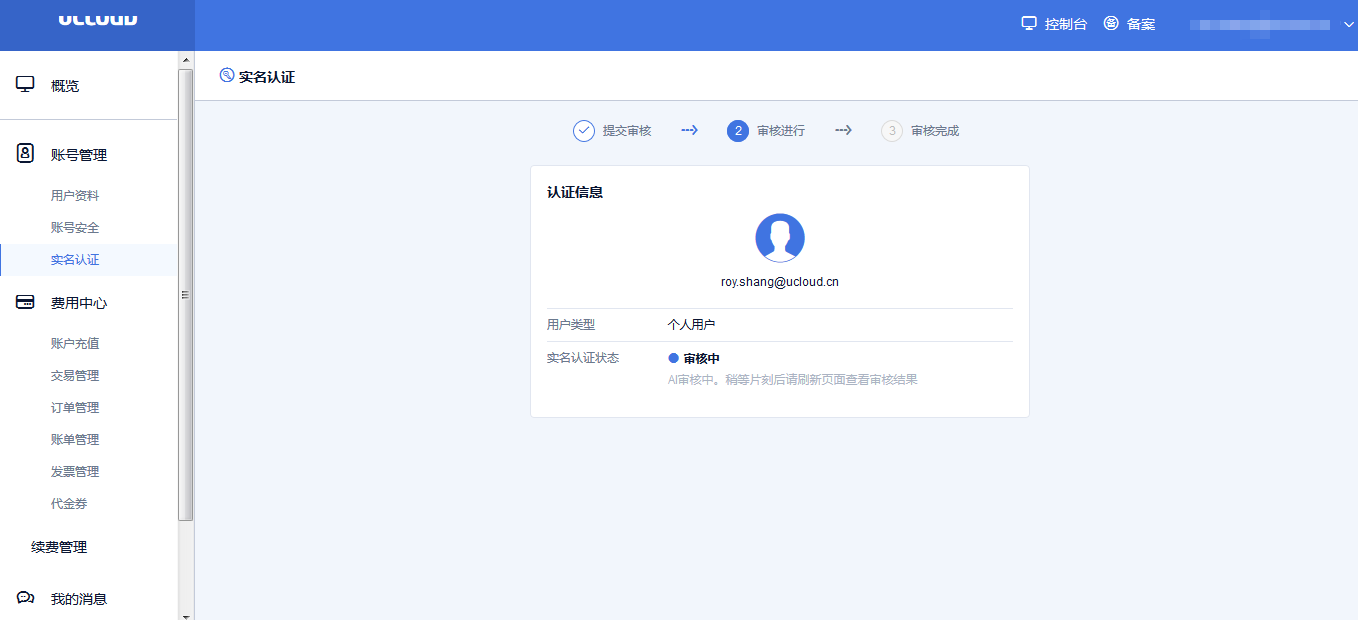 UCLOUD
控制台 备案
概览
账号管理
用户资料
账号安全
实名认证
费用中心
账户充值
交易管理
订单管理
账单管理
发票管理
代金券
续费管理
我的消息
实名认证
提交审核 2 审核进行 3 审核完成
认证信息
roy.shang@ucloud.cn
用户类型 个人用户
实名认证状态 审核中
AI审核中。稍等片刻后请刷新页面查看审核结果